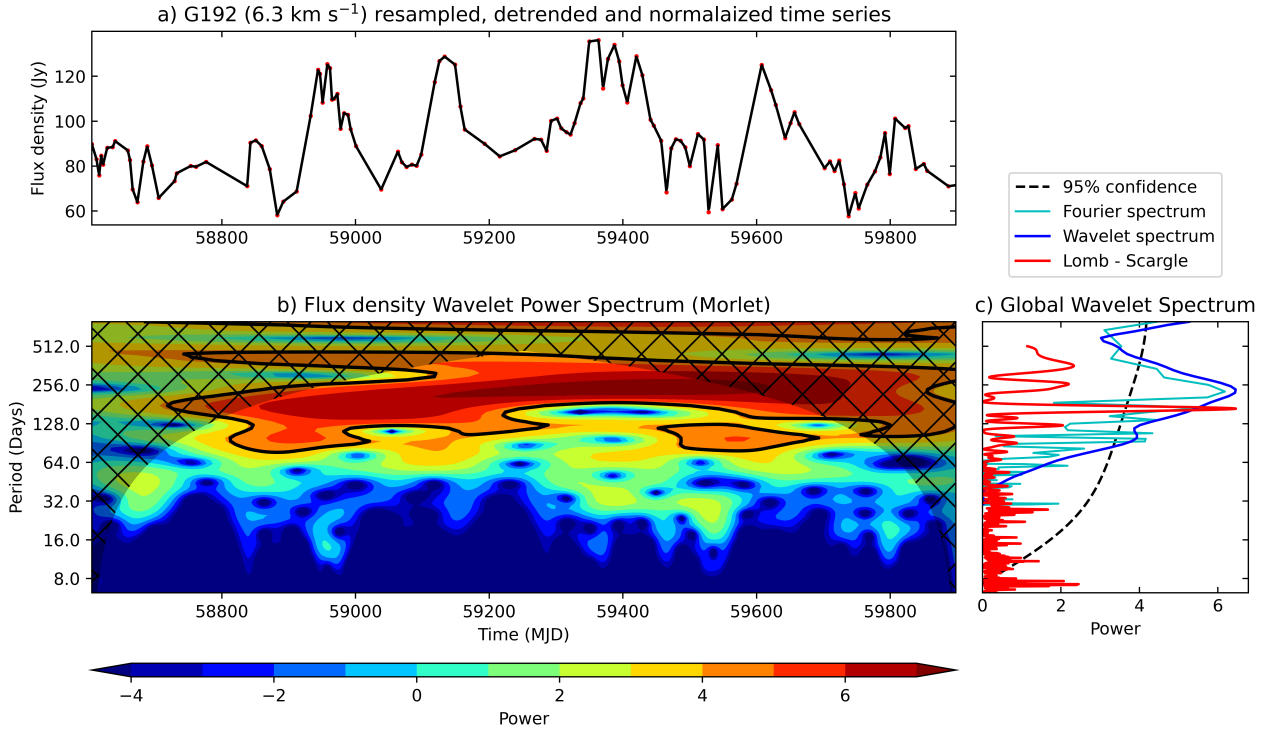 a) G192 (6.3 km s⁻¹) resampled, detrended and normalaized time series
Flux density (Jy)
120
100
80
60
58800 59000 59200 59400 59600 59800
95% confidence
Fourier spectrum
Wavelet spectrum
Lomb - Scargle
b) Flux density Wavelet Power Spectrum (Morlet)
Period (Days)
512.0
256.0
128.0
64.0
32.0
16.0
8.0
58800 59000 59200 59400 59600 59800
Time (MJD)
c) Global Wavelet Spectrum
0 2 4 6
Power
−4 −2 0 2 4 6
Power